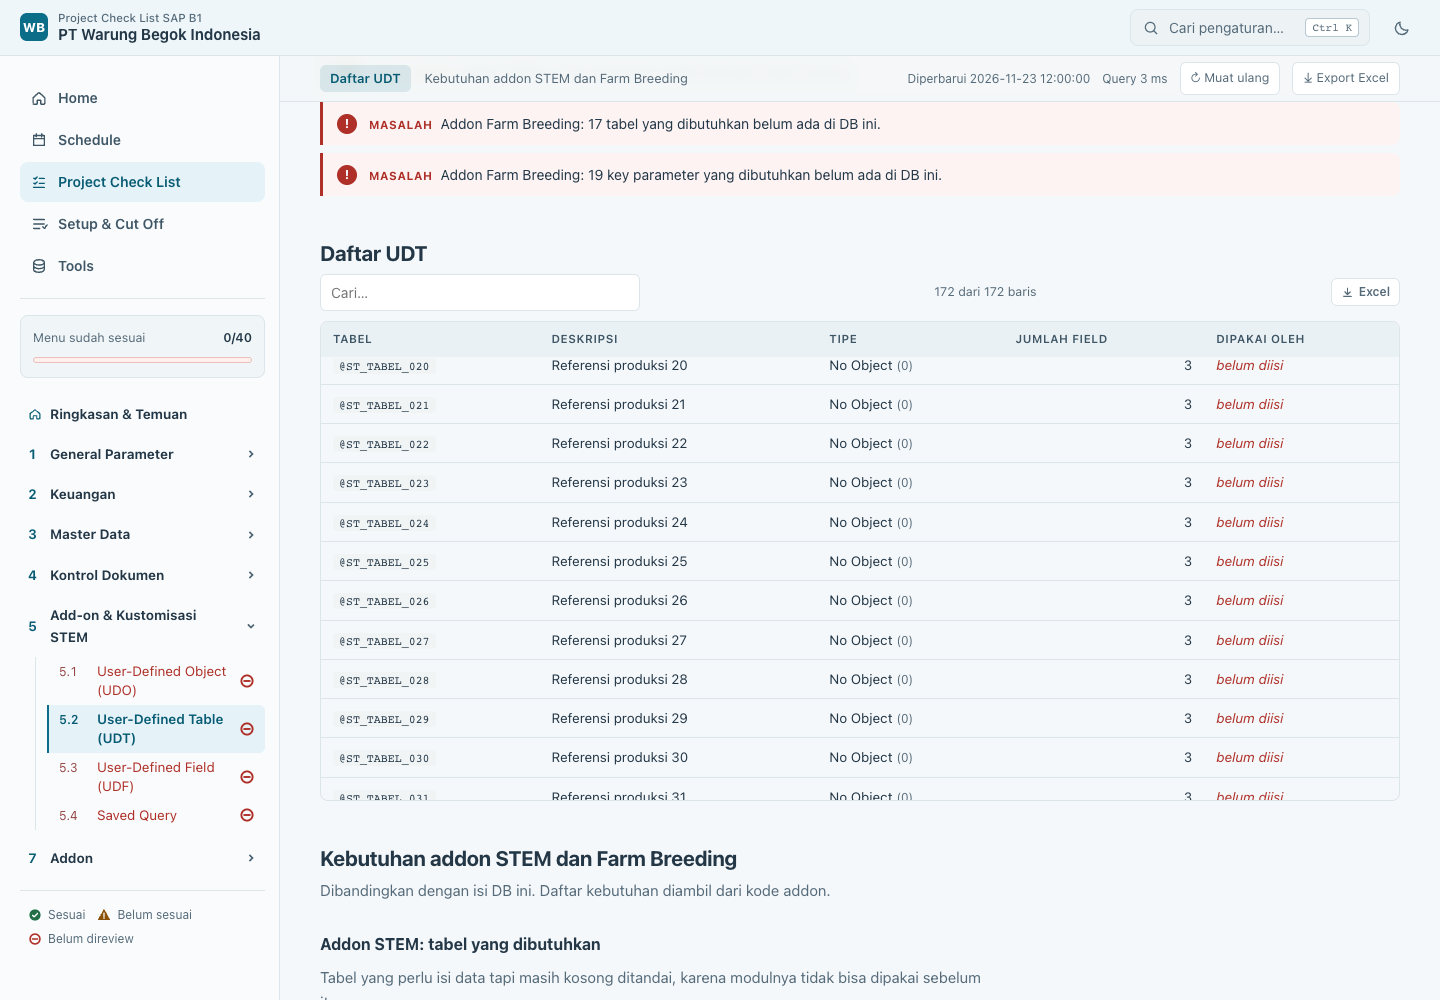 WB
Project Check List SAP B1
PT Warung Begok Indonesia
Cari pengaturan...
Ctrl K
Home
Schedule
Project Check List
Setup & Cut Off
Tools
Menu sudah sesuai 0/40
Ringkasan & Temuan
1 General Parameter
2 Keuangan
3 Master Data
4 Kontrol Dokumen
5 Add-on & Kustomisasi
STEM
5.1 User-Defined Object
(UDO)
5.2 User-Defined Table
(UDT)
5.3 User-Defined Field
(UDF)
5.4 Saved Query
7 Addon
Sesuai Belum sesuai
Belum direview
Daftar UDT Kebutuhan addon STEM dan Farm Breeding Diperbarui 2026-11-23 12:00:00 Query 3 ms ↻ Muat ulang Export Excel
MASALAH Addon Farm Breeding: 17 tabel yang dibutuhkan belum ada di DB ini.
MASALAH Addon Farm Breeding: 19 key parameter yang dibutuhkan belum ada di DB ini.
Daftar UDT
Cari... 172 dari 172 baris Excel
TABEL DESKRIPSI TIPE JUMLAH FIELD DIPAKAI OLEH
@ST_TABEL_020 Referensi produksi 20 No Object (0) 3 belum diisi
@ST_TABEL_021 Referensi produksi 21 No Object (0) 3 belum diisi
@ST_TABEL_022 Referensi produksi 22 No Object (0) 3 belum diisi
@ST_TABEL_023 Referensi produksi 23 No Object (0) 3 belum diisi
@ST_TABEL_024 Referensi produksi 24 No Object (0) 3 belum diisi
@ST_TABEL_025 Referensi produksi 25 No Object (0) 3 belum diisi
@ST_TABEL_026 Referensi produksi 26 No Object (0) 3 belum diisi
@ST_TABEL_027 Referensi produksi 27 No Object (0) 3 belum diisi
@ST_TABEL_028 Referensi produksi 28 No Object (0) 3 belum diisi
@ST_TABEL_029 Referensi produksi 29 No Object (0) 3 belum diisi
@ST_TABEL_030 Referensi produksi 30 No Object (0) 3 belum diisi
@ST_TABEL_031 Referensi produksi 31 No Object (0) 3 belum diisi
Kebutuhan addon STEM dan Farm Breeding
Dibandingkan dengan isi DB ini. Daftar kebutuhan diambil dari kode addon.
Addon STEM: tabel yang dibutuhkan
Tabel yang perlu isi data tapi masih kosong ditandai, karena modulnya tidak bisa dipakai sebelum